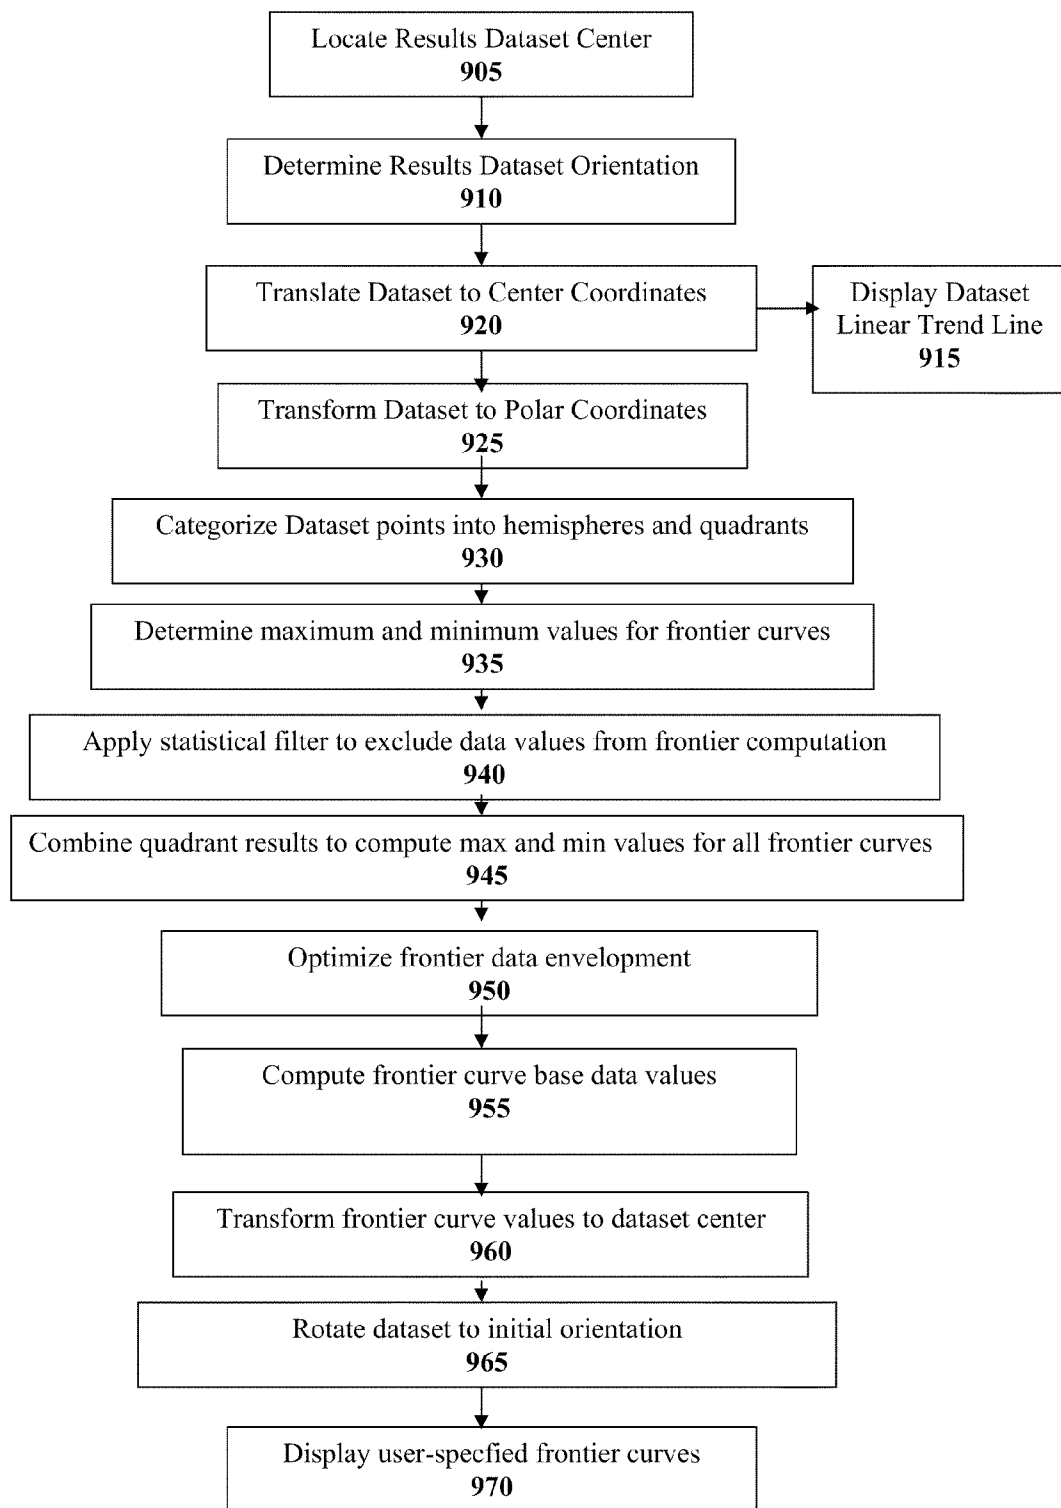 Locate Results Dataset Center
905
Determine Results Dataset Orientation
910
Translate Dataset to Center Coordinates
920
Display Dataset
Linear Trend Line
915
Transform Dataset to Polar Coordinates
925
Categorize Dataset points into hemispheres and quadrants
930
Determine maximum and minimum values for frontier curves
935
Apply statistical filter to exclude data values from frontier computation
940
Combine quadrant results to compute max and min values for all frontier curves
945
Optimize frontier data envelopment
950
Compute frontier curve base data values
955
Transform frontier curve values to dataset center
960
Rotate dataset to initial orientation
965
Display user-specfied frontier curves
970